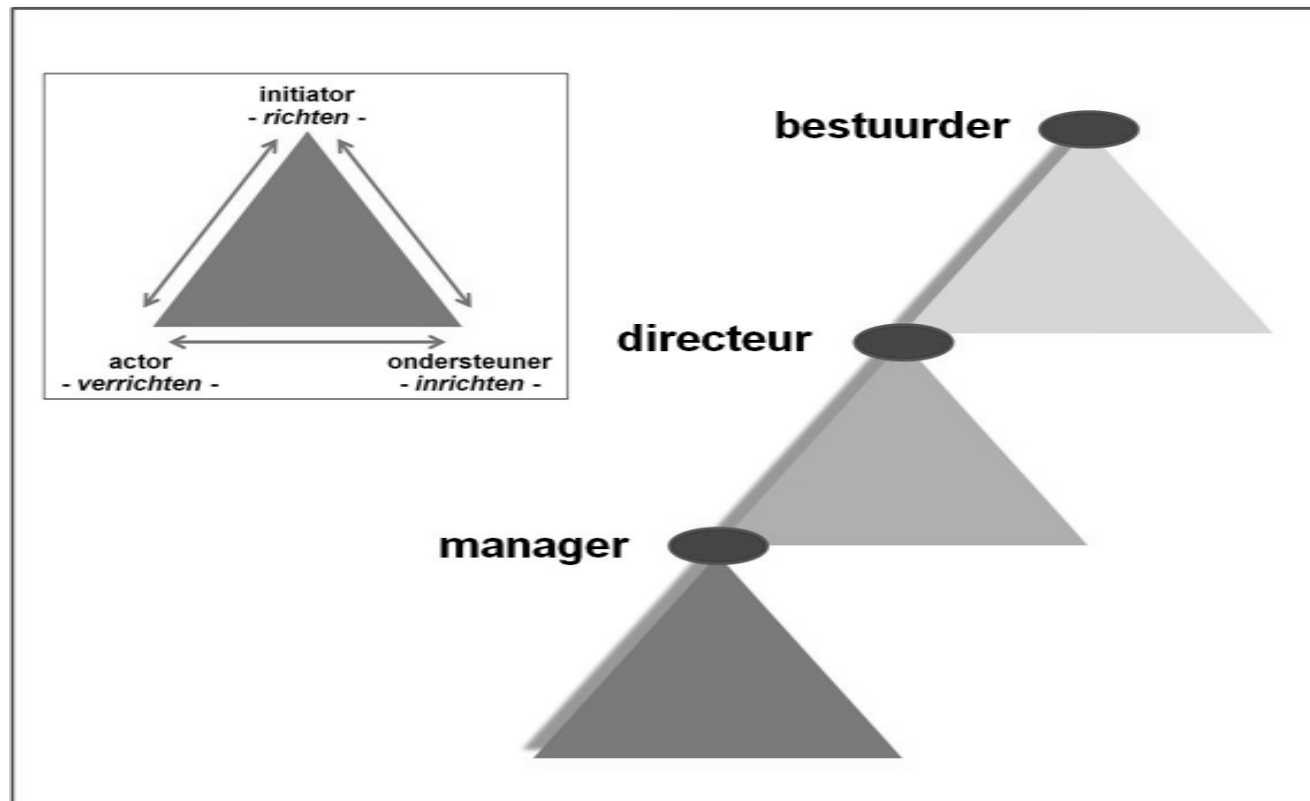 initiator
- richten -
actor
- verrichten -
ondersteuner
- inrichten -
bestuurder
directeur
manager